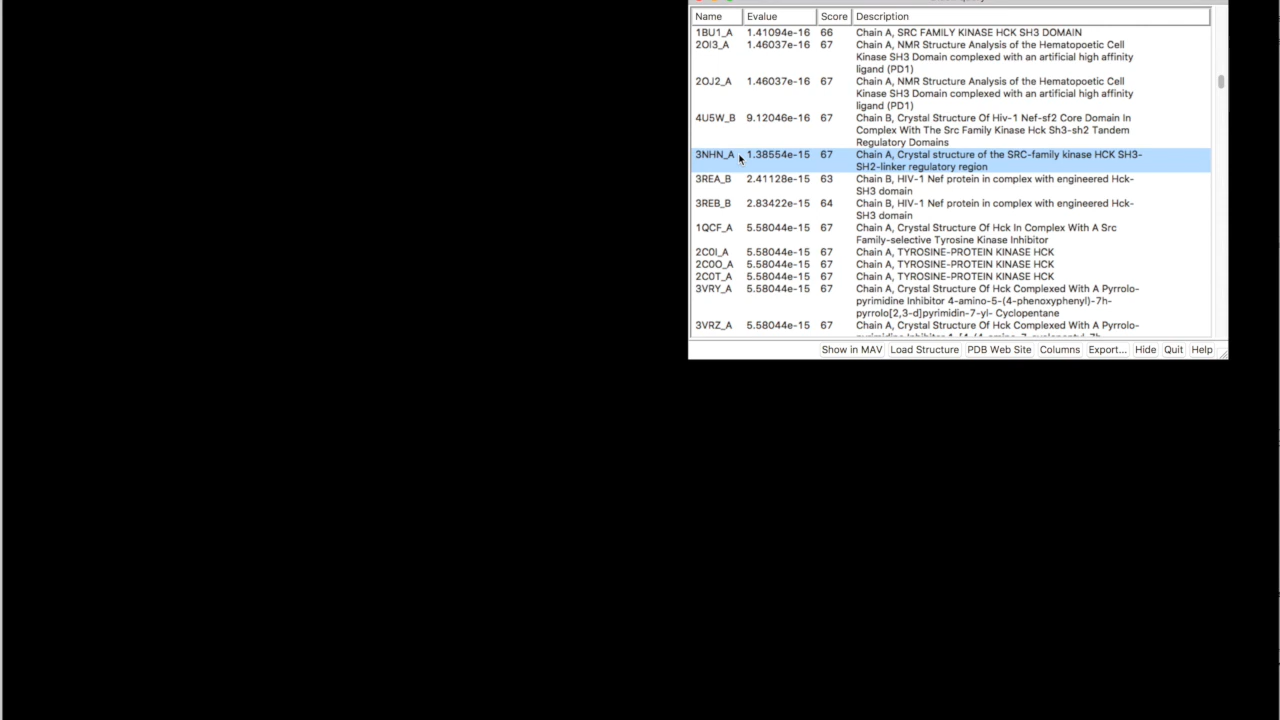 Name Evalue Score Description
1BU1_A 1.41094e-16 66 Chain A, SRC FAMILY KINASE HCK SH3 DOMAIN
2OI3_A 1.46037e-16 67 Chain A, NMR Structure Analysis of the Hematopoetic Cell
Kinase SH3 Domain complexed with an artificial high affinity
ligand (PD1)
2OJ2_A 1.46037e-16 67 Chain A, NMR Structure Analysis of the Hematopoetic Cell
Kinase SH3 Domain complexed with an artificial high affinity
ligand (PD1)
4U5W_B 9.12046e-16 67 Chain B, Crystal Structure Of Hiv-1 Nef-sf2 Core Domain In
Complex With The Src Family Kinase Hck Sh3-sh2 Tandem
Regulatory Domains
3NHN_A 1.38554e-15 67 Chain A, Crystal structure of the SRC-family kinase HCK SH3-
SH2-linker regulatory region
3REA_B 2.41128e-15 63 Chain B, HIV-1 Nef protein in complex with engineered Hck-
SH3 domain
3REB_B 2.83422e-15 64 Chain B, HIV-1 Nef protein in complex with engineered Hck-
SH3 domain
1QCF_A 5.58044e-15 67 Chain A, Crystal Structure Of Hck In Complex With A Src
Family-selective Tyrosine Kinase Inhibitor
2C0I_A 5.58044e-15 67 Chain A, TYROSINE-PROTEIN KINASE HCK
2C0O_A 5.58044e-15 67 Chain A, TYROSINE-PROTEIN KINASE HCK
2C0T_A 5.58044e-15 67 Chain A, TYROSINE-PROTEIN KINASE HCK
3VRY_A 5.58044e-15 67 Chain A, Crystal Structure Of Hck Complexed With A Pyrrolo-
pyrimidine Inhibitor 4-amino-5-(4-phenoxyphenyl)-7h-
pyrrolo[2,3-d]pyrimidin-7-yl- Cyclopentane
3VRZ_A 5.58044e-15 67 Chain A, Crystal Structure Of Hck Complexed With A Pyrrolo-
Show in MAV Load Structure PDB Web Site Columns Export... Hide Quit Help